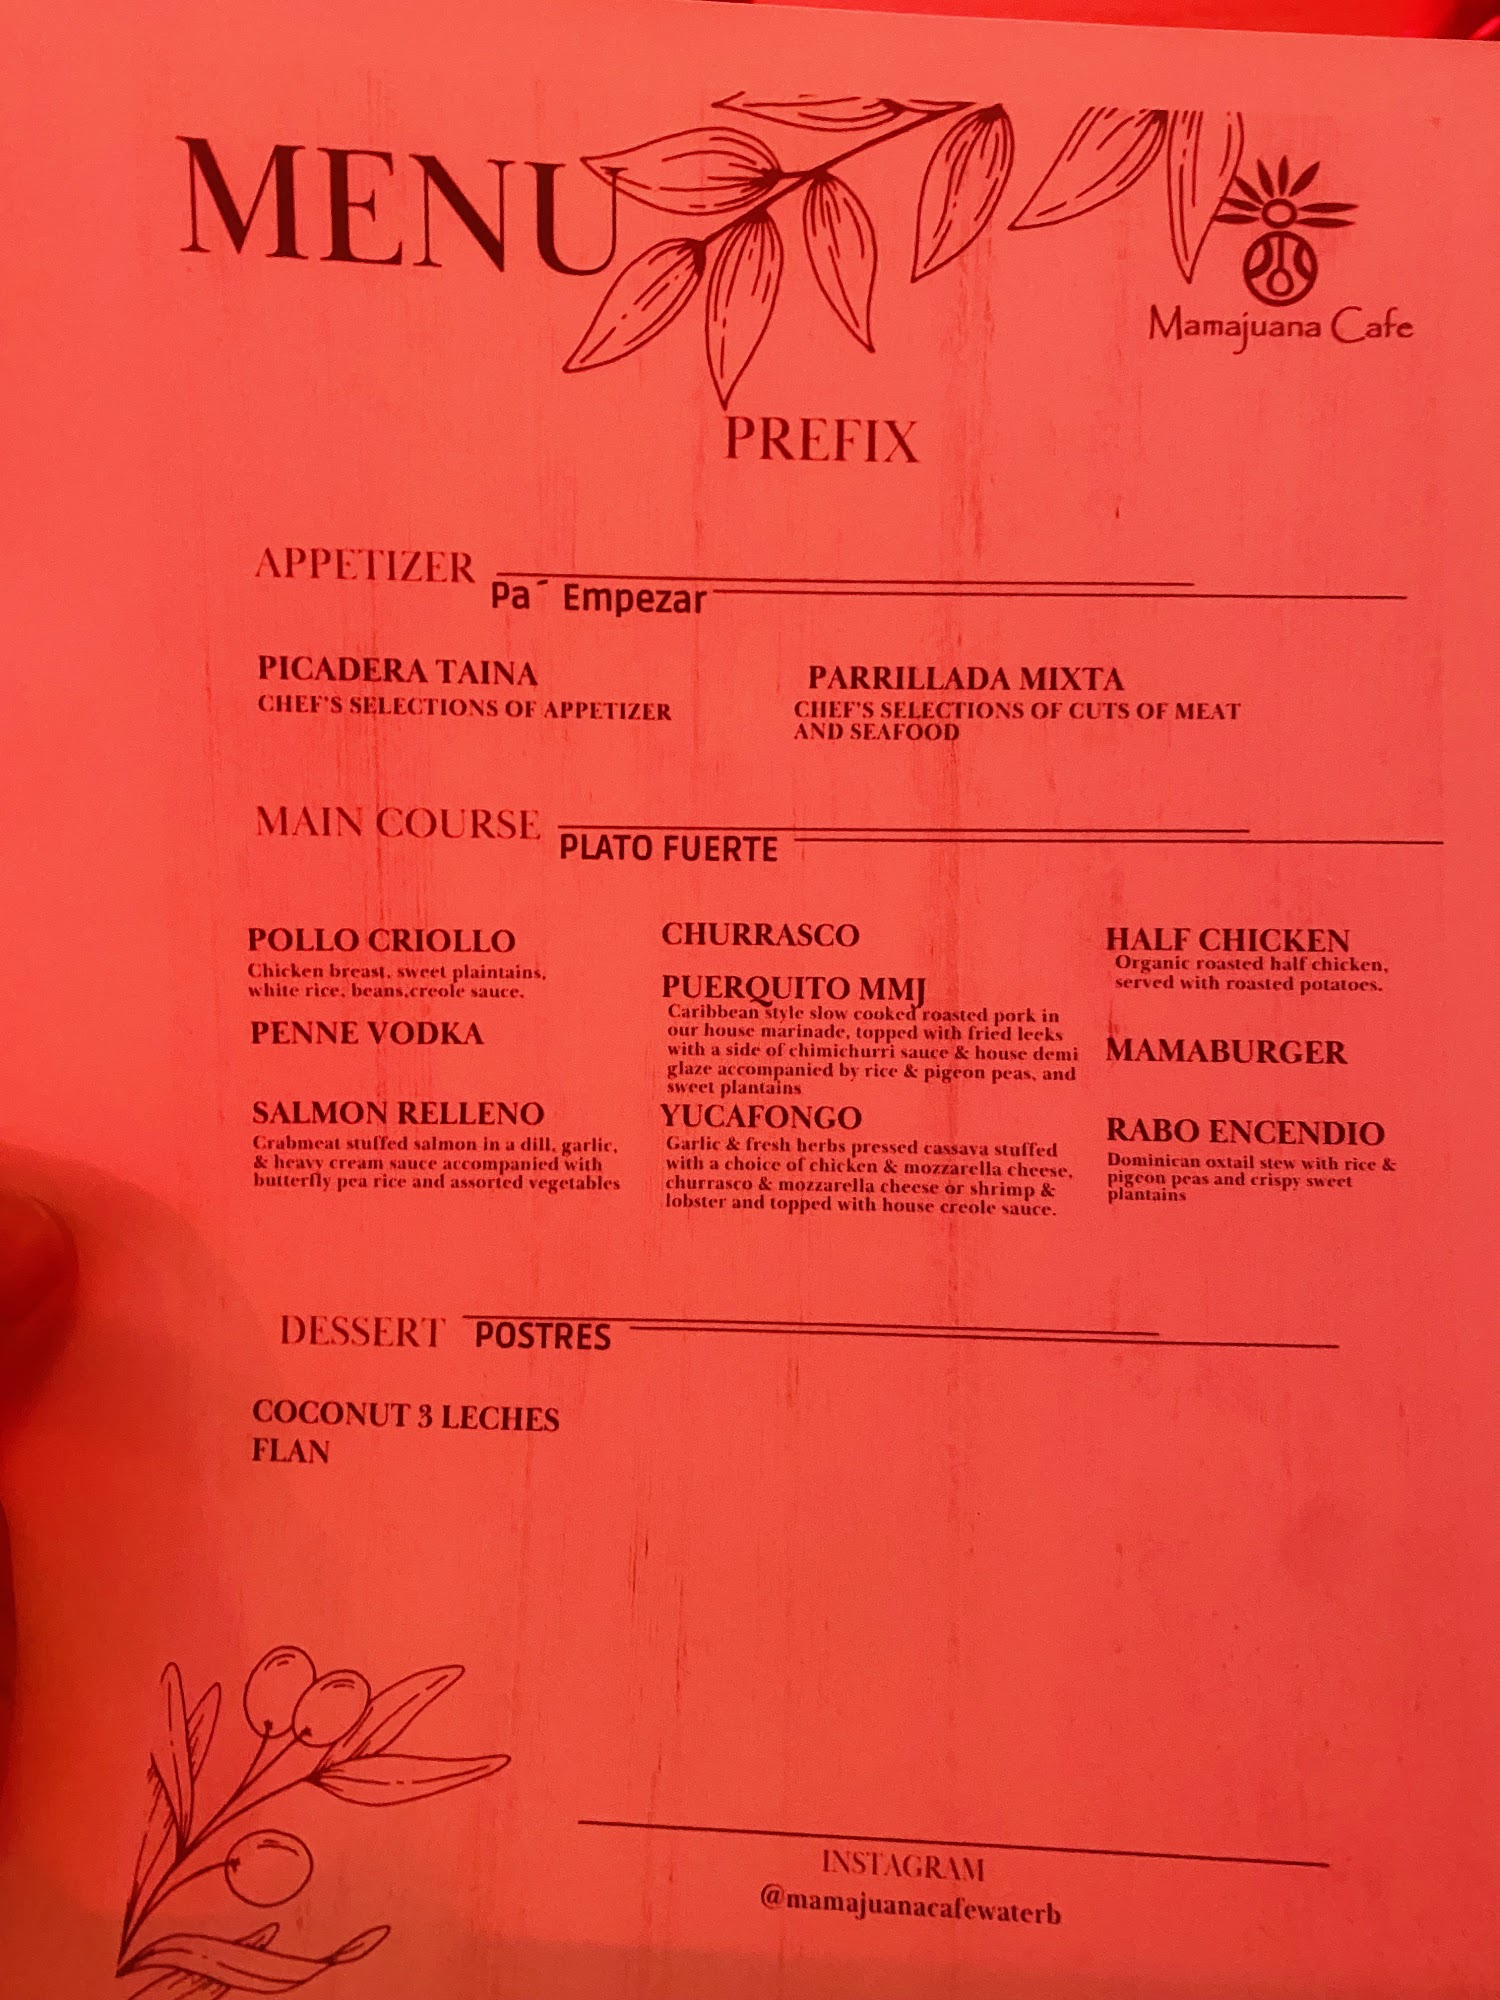 MENU
Mamajuana Cafe
PREFIX
APPETIZER
Pa´ Empezar
PICADERA TAINA
CHEF'S SELECTIONS OF APPETIZER
PARRILLADA MIXTA
CHEF'S SELECTIONS OF CUTS OF MEAT
AND SEAFOOD
MAIN COURSE
PLATO FUERTE
POLLO CRIOLLO
Chicken breast, sweet plaintains,
white rice, beans,creole sauce.
PENNE VODKA
SALMON RELLENO
Crabmeat stuffed salmon in a dill, garlic,
& heavy cream sauce accompanied with
butterfly pea rice and assorted vegetables
CHURRASCO
PUERQUITO MMJ
Caribbean style slow cooked roasted pork in
our house marinade, topped with fried leeks
with a side of chimichurri sauce & house demi
glaze accompanied by rice & pigeon peas, and
sweet plantains
YUCAFONGO
Garlic & fresh herbs pressed cassava stuffed
with a choice of chicken & mozzarella cheese,
churrasco & mozzarella cheese or shrimp &
lobster and topped with house creole sauce.
HALF CHICKEN
Organic roasted half chicken,
served with roasted potatoes.
MAMABURGER
RABO ENCENDIO
Dominican oxtail stew with rice &
pigeon peas and crispy sweet
plantains
DESSERT
POSTRES
COCONUT 3 LECHES
FLAN
INSTAGRAM
@mamajuanacafewaterb